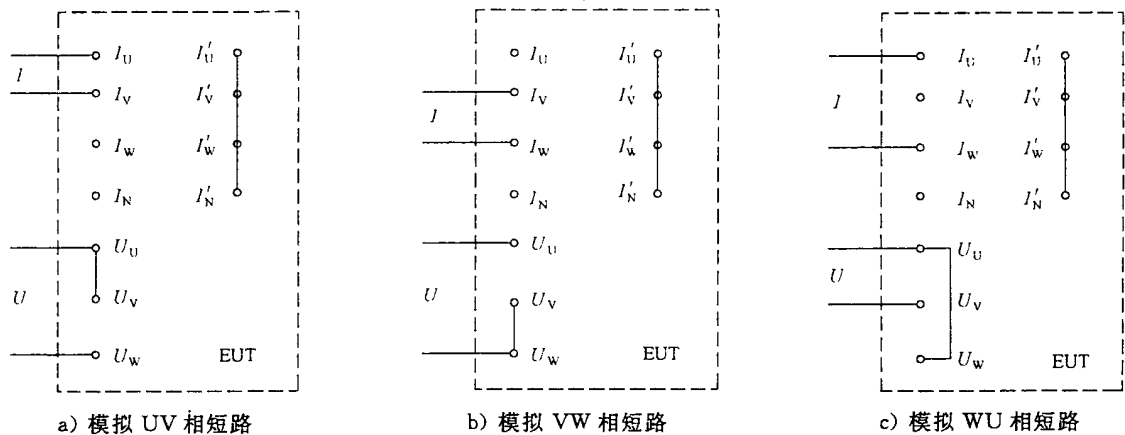 I
I_U I'_U
I_V I'_V
I_W I'_W
I_N I'_N
U
U_U
U_V
U_W EUT
a) 模拟 UV 相短路
I
I_U I'_U
I_V I'_V
I_W I'_W
I_N I'_N
U
U_U
U_V
U_W EUT
b) 模拟 VW 相短路
I
I_U I'_U
I_V I'_V
I_W I'_W
I_N I'_N
U
U_U
U_V
U_W EUT
c) 模拟 WU 相短路